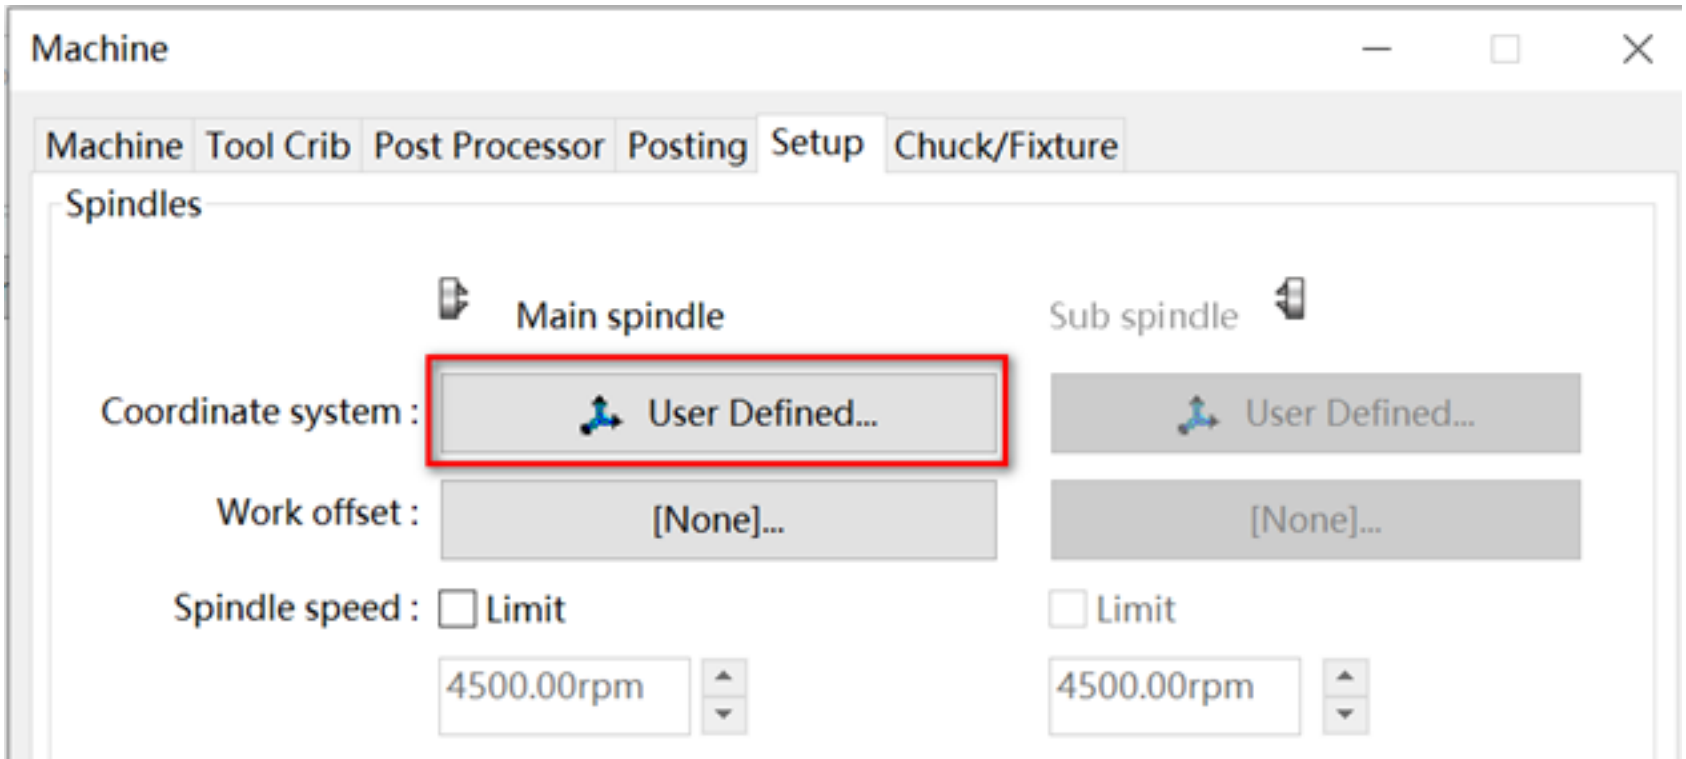 Machine
Machine Tool Crib Post Processor Posting Setup Chuck/Fixture
Spindles
Main spindle Sub spindle
Coordinate system : User Defined... User Defined...
Work offset : [None]... [None]...
Spindle speed : Limit Limit
4500.00rpm 4500.00rpm